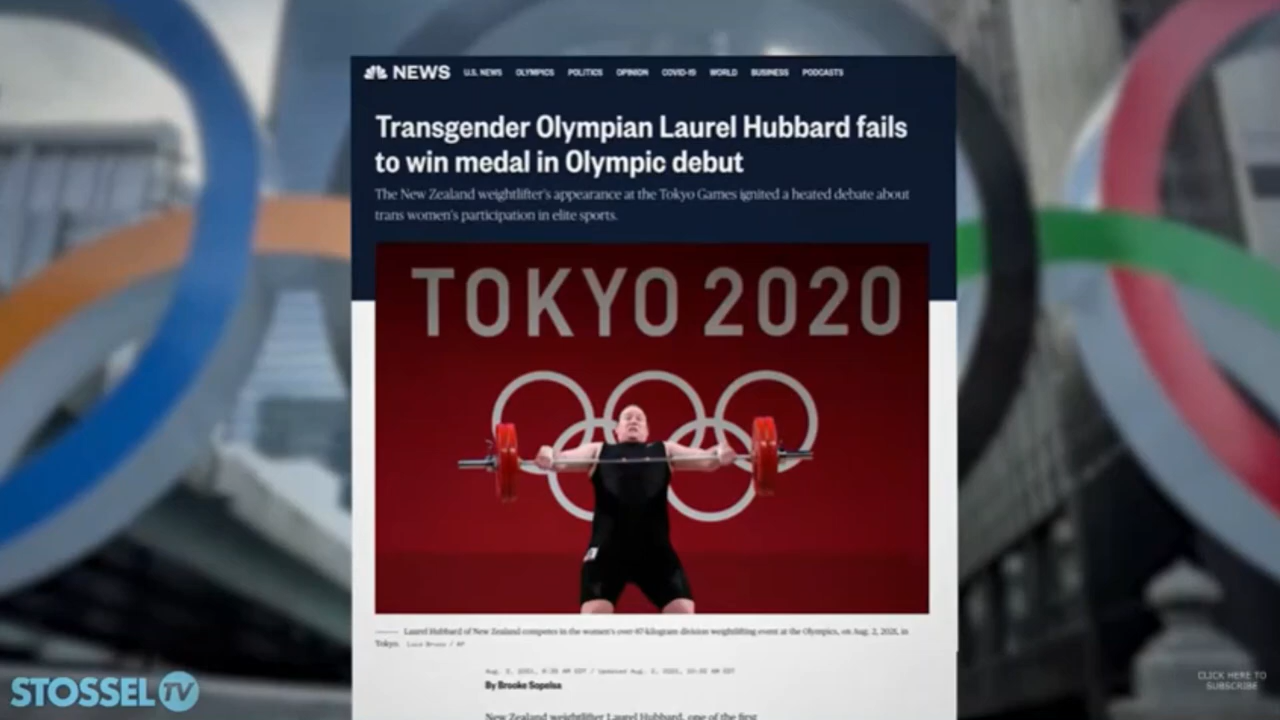 NEWS U.S. NEWS OLYMPICS POLITICS OPINION COVID-19 WORLD BUSINESS PODCASTS
Transgender Olympian Laurel Hubbard fails
to win medal in Olympic debut
The New Zealand weightlifter's appearance at the Tokyo Games ignited a heated debate about
trans women's participation in elite sports.
TOKYO 2020
Laurel Hubbard of New Zealand competes in the women's over-87-kilogram division weightlifting event at the Olympics, on Aug. 2, 2021, in
Tokyo. Luca Bruno / AP
By Brooke Sopelsa
New Zealand weightlifter Laurel Hubbard, one of the first
STOSSEL TV
CLICK HERE TO
SUBSCRIBE